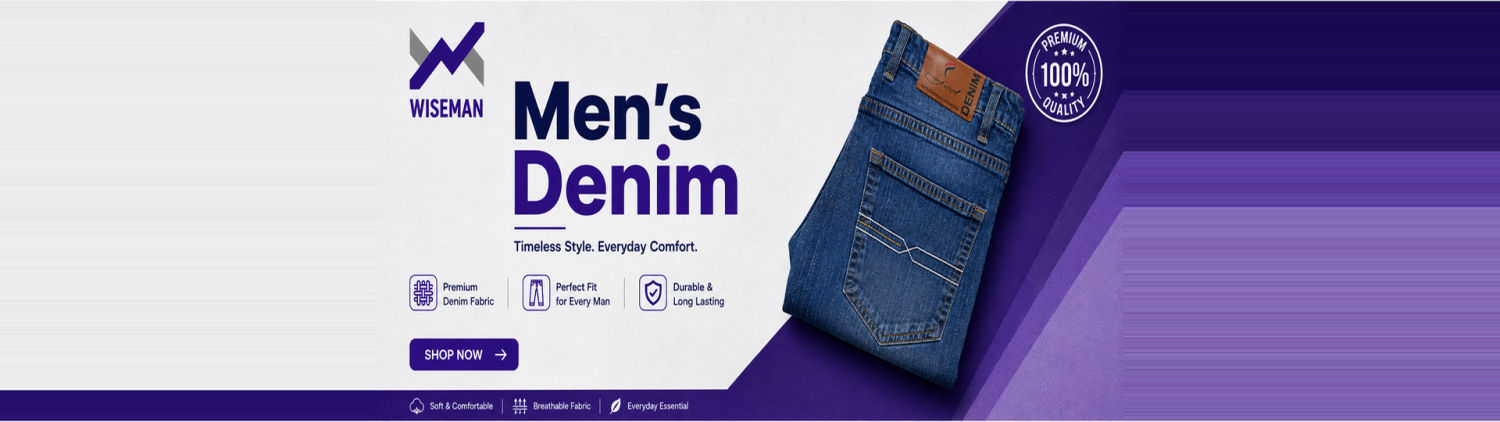 WISEMAN
Men's
Denim
Timeless Style. Everyday Comfort.
Premium
Denim Fabric
Perfect Fit
for Every Man
Durable &
Long Lasting
SHOP NOW
Soft & Comfortable
Breathable Fabric
Everyday Essential
DENIM
PREMIUM
100%
QUALITY